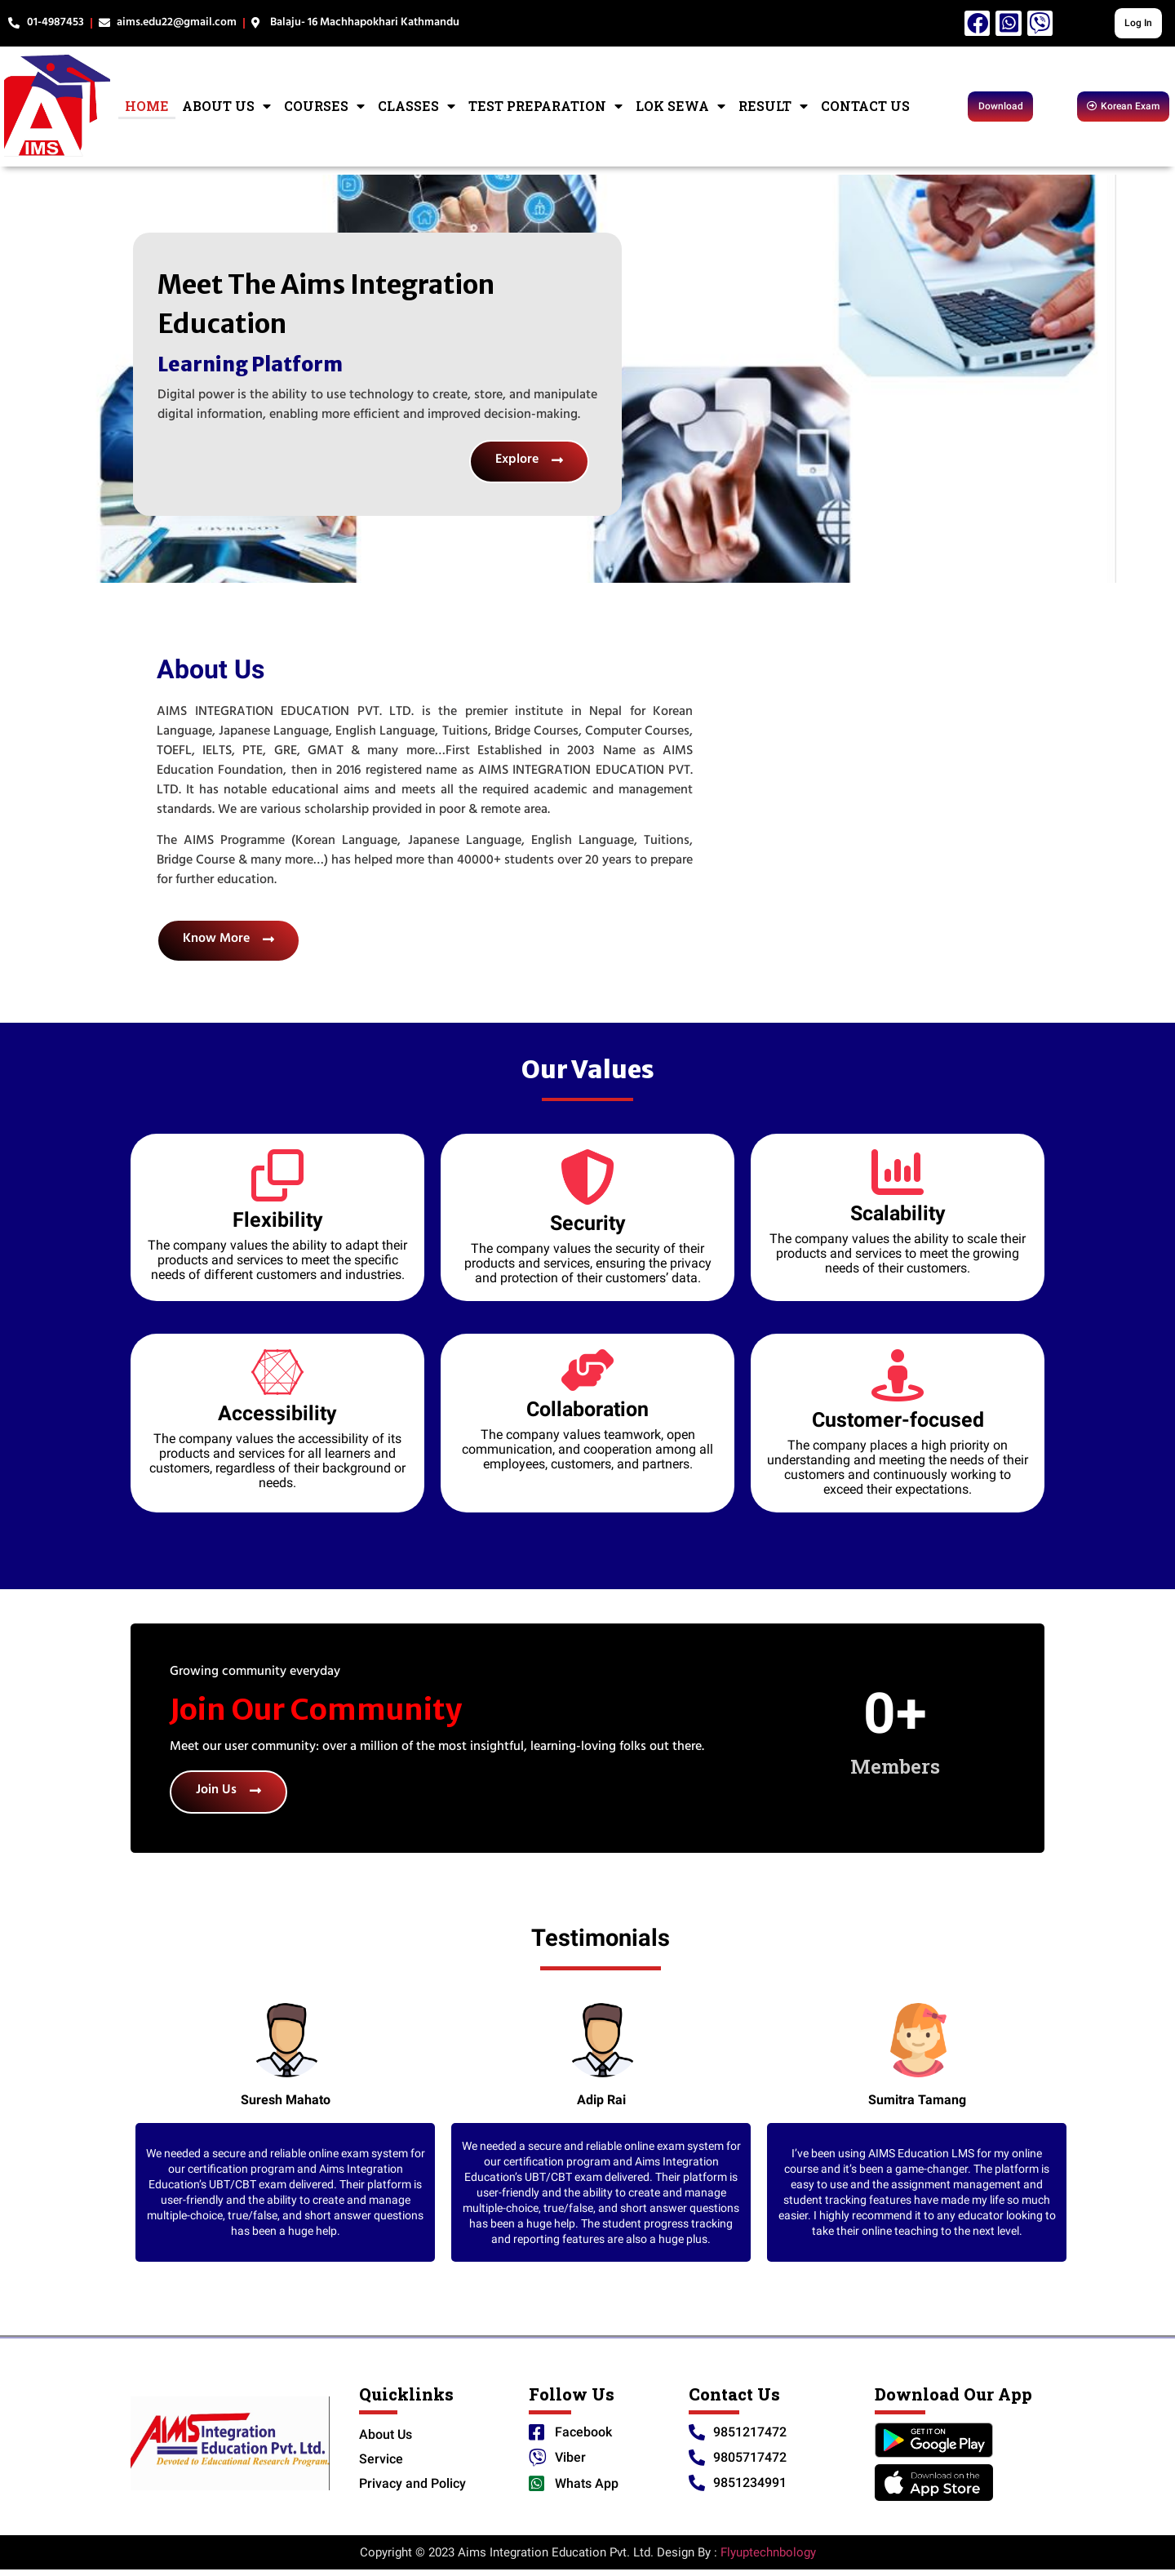 01-4987453 | aims.edu22@gmail.com | Balaju- 16 Machhapokhari Kathmandu
Log In
IMS
HOME ABOUT US COURSES CLASSES TEST PREPARATION LOK SEWA RESULT CONTACT US
Download
Korean Exam
Meet The Aims Integration
Education
Learning Platform
Digital power is the ability to use technology to create, store, and manipulate
digital information, enabling more efficient and improved decision-making.
Explore
About Us
AIMS INTEGRATION EDUCATION PVT. LTD. is the premier institute in Nepal for Korean
Language, Japanese Language, English Language, Tuitions, Bridge Courses, Computer Courses,
TOEFL, IELTS, PTE, GRE, GMAT & many more…First Established in 2003 Name as AIMS
Education Foundation, then in 2016 registered name as AIMS INTEGRATION EDUCATION PVT.
LTD. It has notable educational aims and meets all the required academic and management
standards. We are various scholarship provided in poor & remote area.
The AIMS Programme (Korean Language, Japanese Language, English Language, Tuitions,
Bridge Course & many more…) has helped more than 40000+ students over 20 years to prepare
for further education.
Know More
Our Values
Flexibility
The company values the ability to adapt their
products and services to meet the specific
needs of different customers and industries.
Security
The company values the security of their
products and services, ensuring the privacy
and protection of their customers’ data.
Scalability
The company values the ability to scale their
products and services to meet the growing
needs of their customers.
Accessibility
The company values the accessibility of its
products and services for all learners and
customers, regardless of their background or
needs.
Collaboration
The company values teamwork, open
communication, and cooperation among all
employees, customers, and partners.
Customer-focused
The company places a high priority on
understanding and meeting the needs of their
customers and continuously working to
exceed their expectations.
Growing community everyday
Join Our Community
Meet our user community: over a million of the most insightful, learning-loving folks out there.
Join Us
0+
Members
Testimonials
Suresh Mahato
We needed a secure and reliable online exam system for
our certification program and Aims Integration
Education’s UBT/CBT exam delivered. Their platform is
user-friendly and the ability to create and manage
multiple-choice, true/false, and short answer questions
has been a huge help.
Adip Rai
We needed a secure and reliable online exam system for
our certification program and Aims Integration
Education’s UBT/CBT exam delivered. Their platform is
user-friendly and the ability to create and manage
multiple-choice, true/false, and short answer questions
has been a huge help. The student progress tracking
and reporting features are also a huge plus.
Sumitra Tamang
I’ve been using AIMS Education LMS for my online
course and it’s been a game-changer. The platform is
easy to use and the assignment management and
student tracking features have made my life so much
easier. I highly recommend it to any educator looking to
take their online teaching to the next level.
AIMS Integration
Education Pvt. Ltd.
Devoted to Educational Research Program.
Quicklinks
About Us
Service
Privacy and Policy
Follow Us
Facebook
Viber
Whats App
Contact Us
9851217472
9805717472
9851234991
Download Our App
GET IT ON
Google Play
Download on the
App Store
Copyright © 2023 Aims Integration Education Pvt. Ltd. Design By : Flyuptechnbology